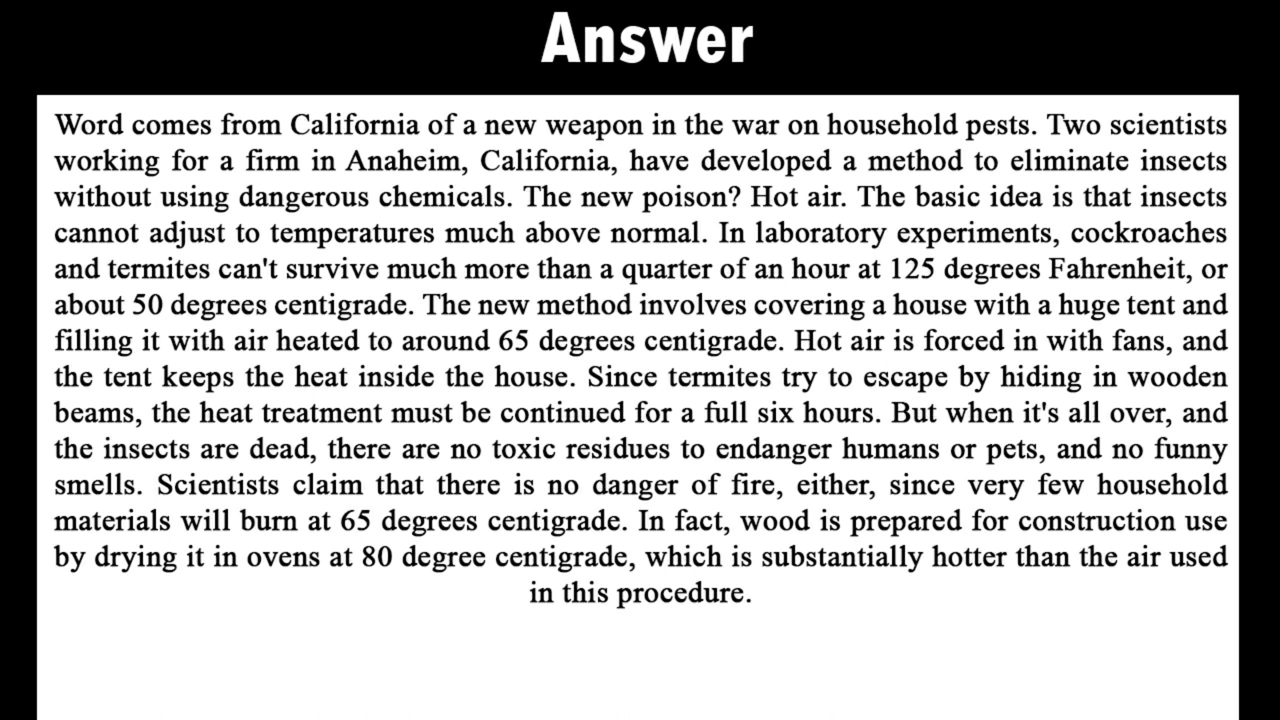 Answer
Word comes from California of a new weapon in the war on household pests. Two scientists
working for a firm in Anaheim, California, have developed a method to eliminate insects
without using dangerous chemicals. The new poison? Hot air. The basic idea is that insects
cannot adjust to temperatures much above normal. In laboratory experiments, cockroaches
and termites can't survive much more than a quarter of an hour at 125 degrees Fahrenheit, or
about 50 degrees centigrade. The new method involves covering a house with a huge tent and
filling it with air heated to around 65 degrees centigrade. Hot air is forced in with fans, and
the tent keeps the heat inside the house. Since termites try to escape by hiding in wooden
beams, the heat treatment must be continued for a full six hours. But when it's all over, and
the insects are dead, there are no toxic residues to endanger humans or pets, and no funny
smells. Scientists claim that there is no danger of fire, either, since very few household
materials will burn at 65 degrees centigrade. In fact, wood is prepared for construction use
by drying it in ovens at 80 degree centigrade, which is substantially hotter than the air used
in this procedure.